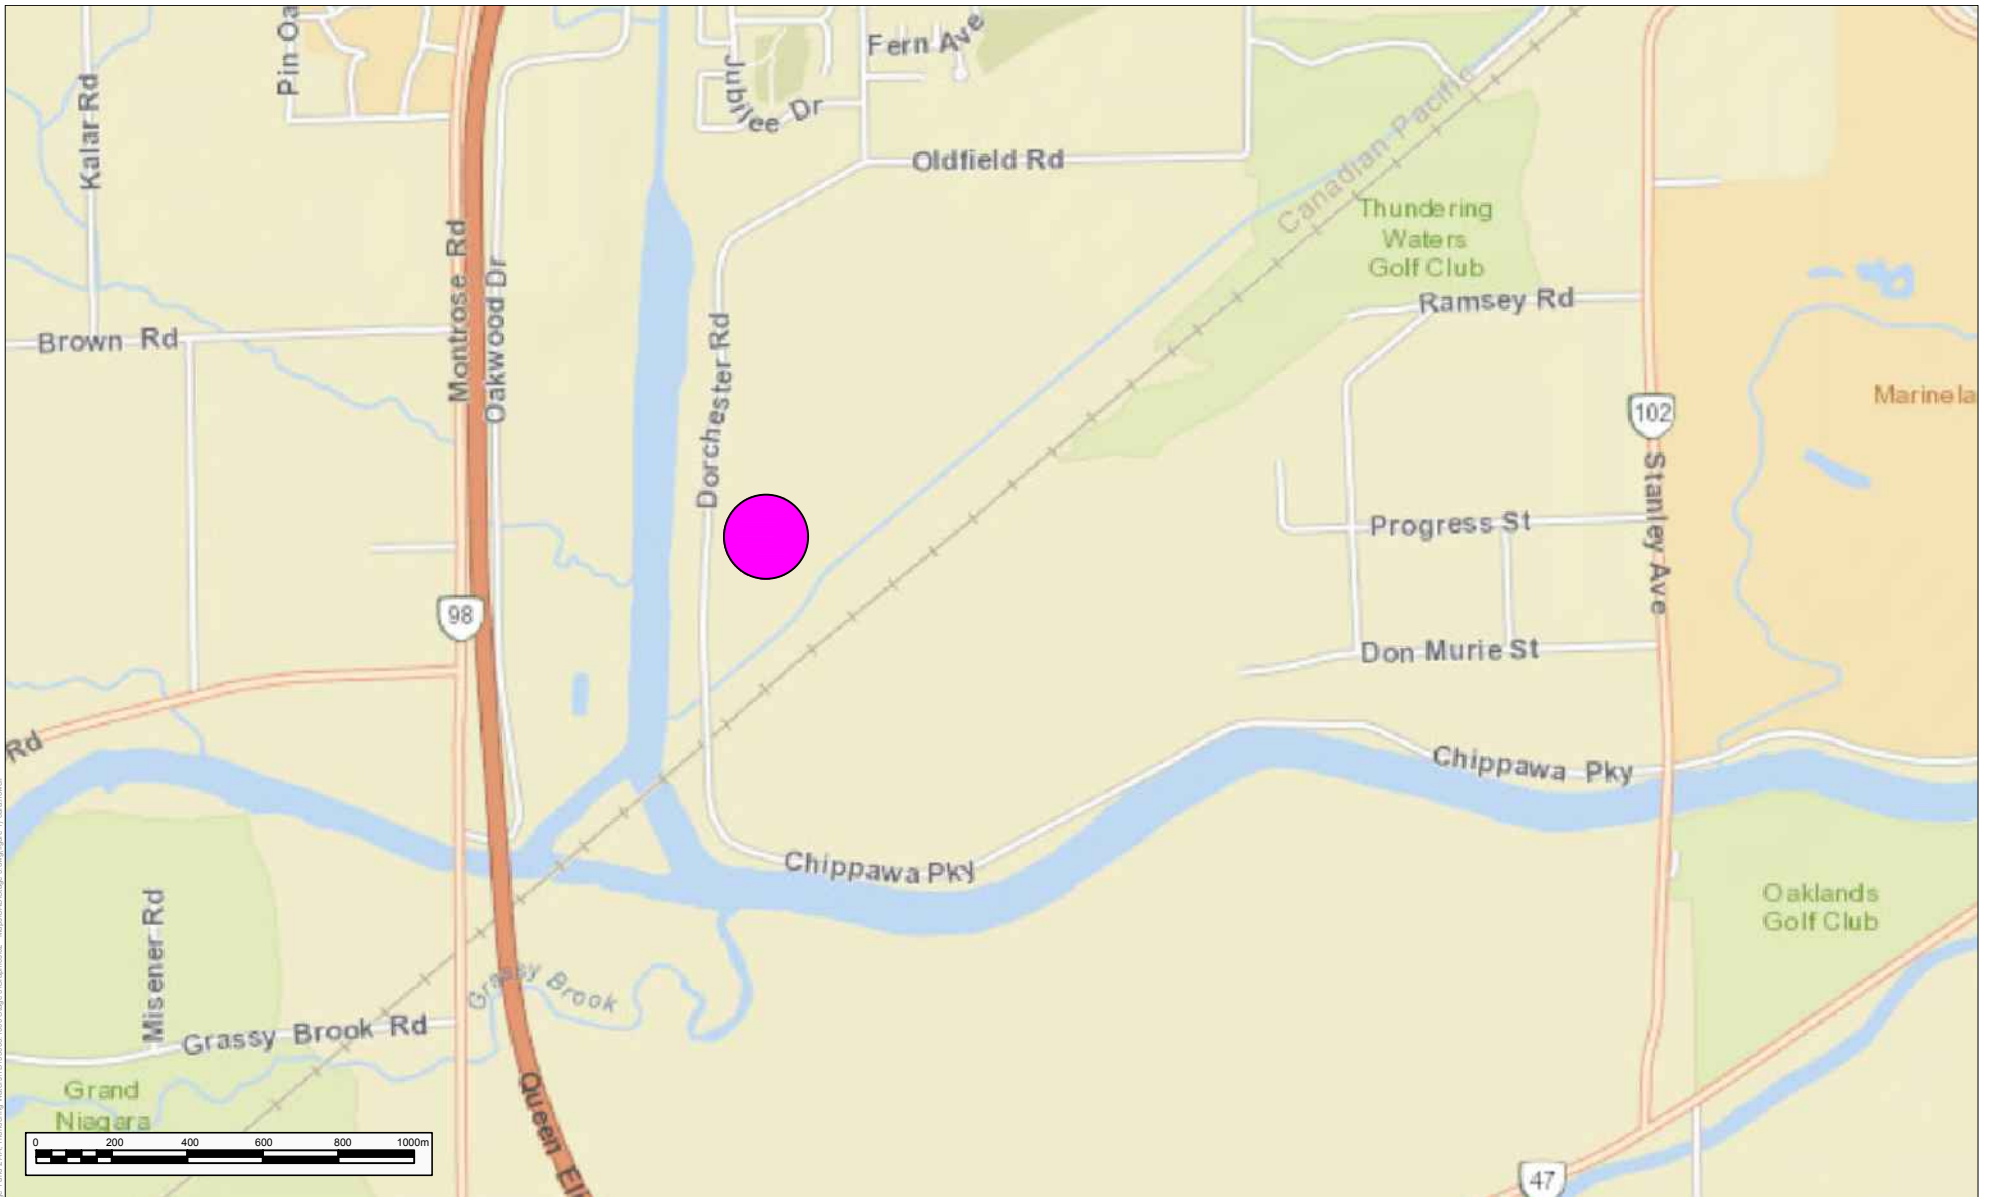 Pin Oa
Fern Ave
Kalar Rd
Jubilee Dr
Oldfield Rd
Canadian Pacific
Thundering
Waters
Golf Club
Montrose Rd
Oakwood Dr
Ramsey Rd
Brown Rd
Dorchester Rd
Marinela
102
Stanley Ave
Progress St
98
Don Murie St
Rd
Chippawa Pky
Chippawa Pky
Oaklands
Golf Club
Misener Rd
Grassy Brook
Grassy Brook Rd
Grand
Niagara
Queen Eli
0 200 400 600 800 1000m
47